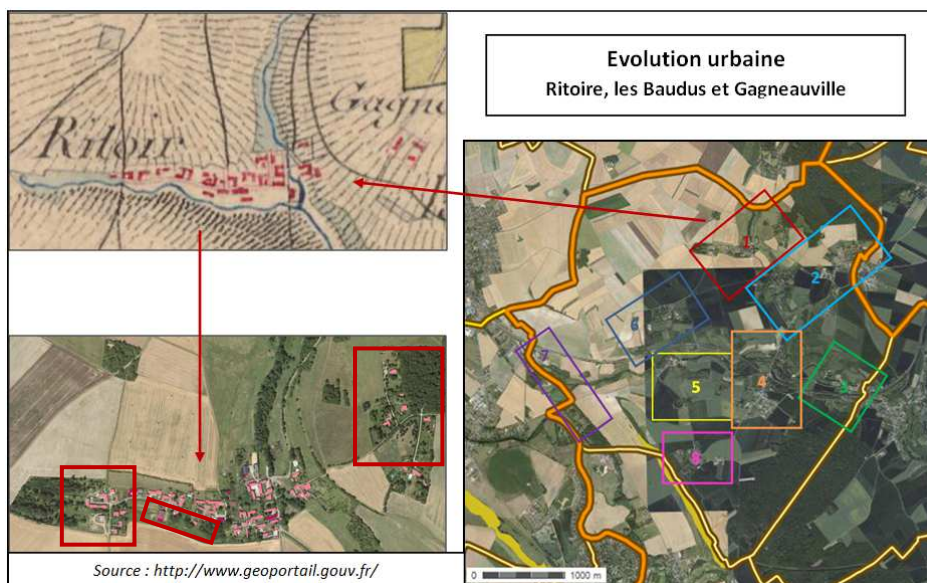 Evolution urbaine
Ritoire, les Baudus et Gagneauville
Ritoir
Gagne
1
2
3
4
5
6
7
8
0 1000 m
Source : http://www.geoportail.gouv.fr/